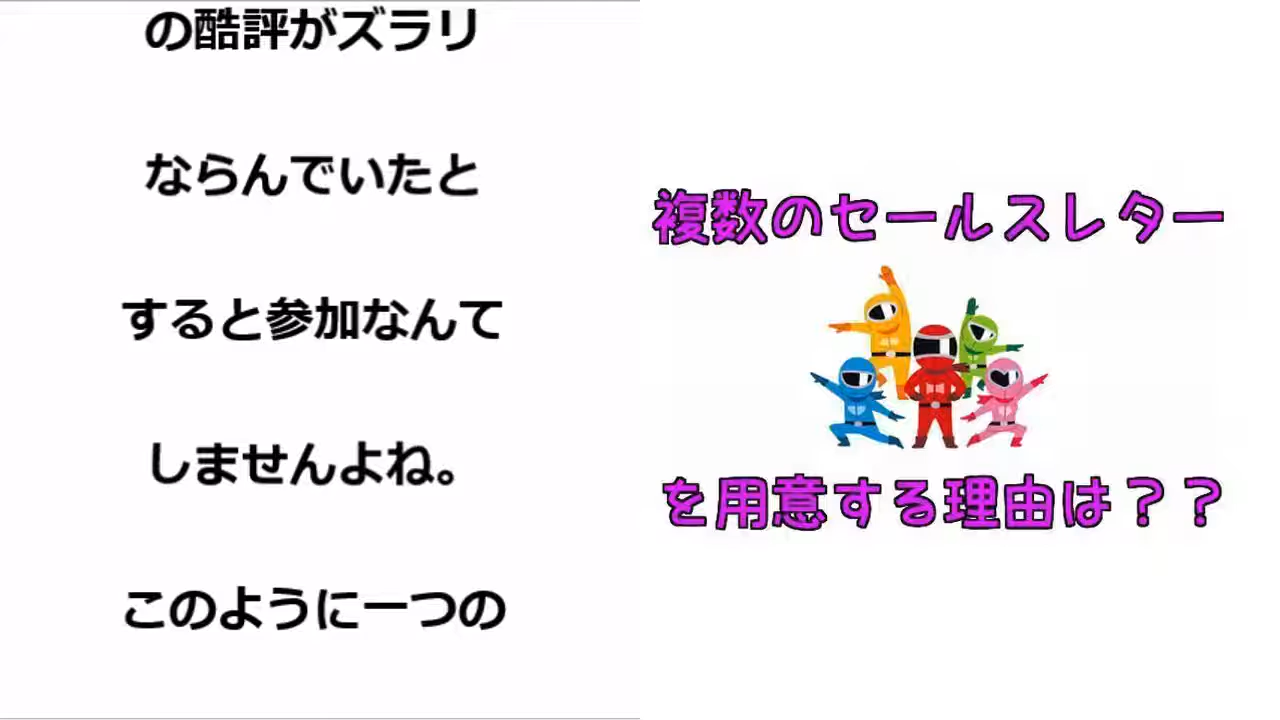 の酷評がズラリ
ならんでいたと
すると参加なんて
しませんよね。
このように一つの
複数のセールスレター
を用意する理由は？？